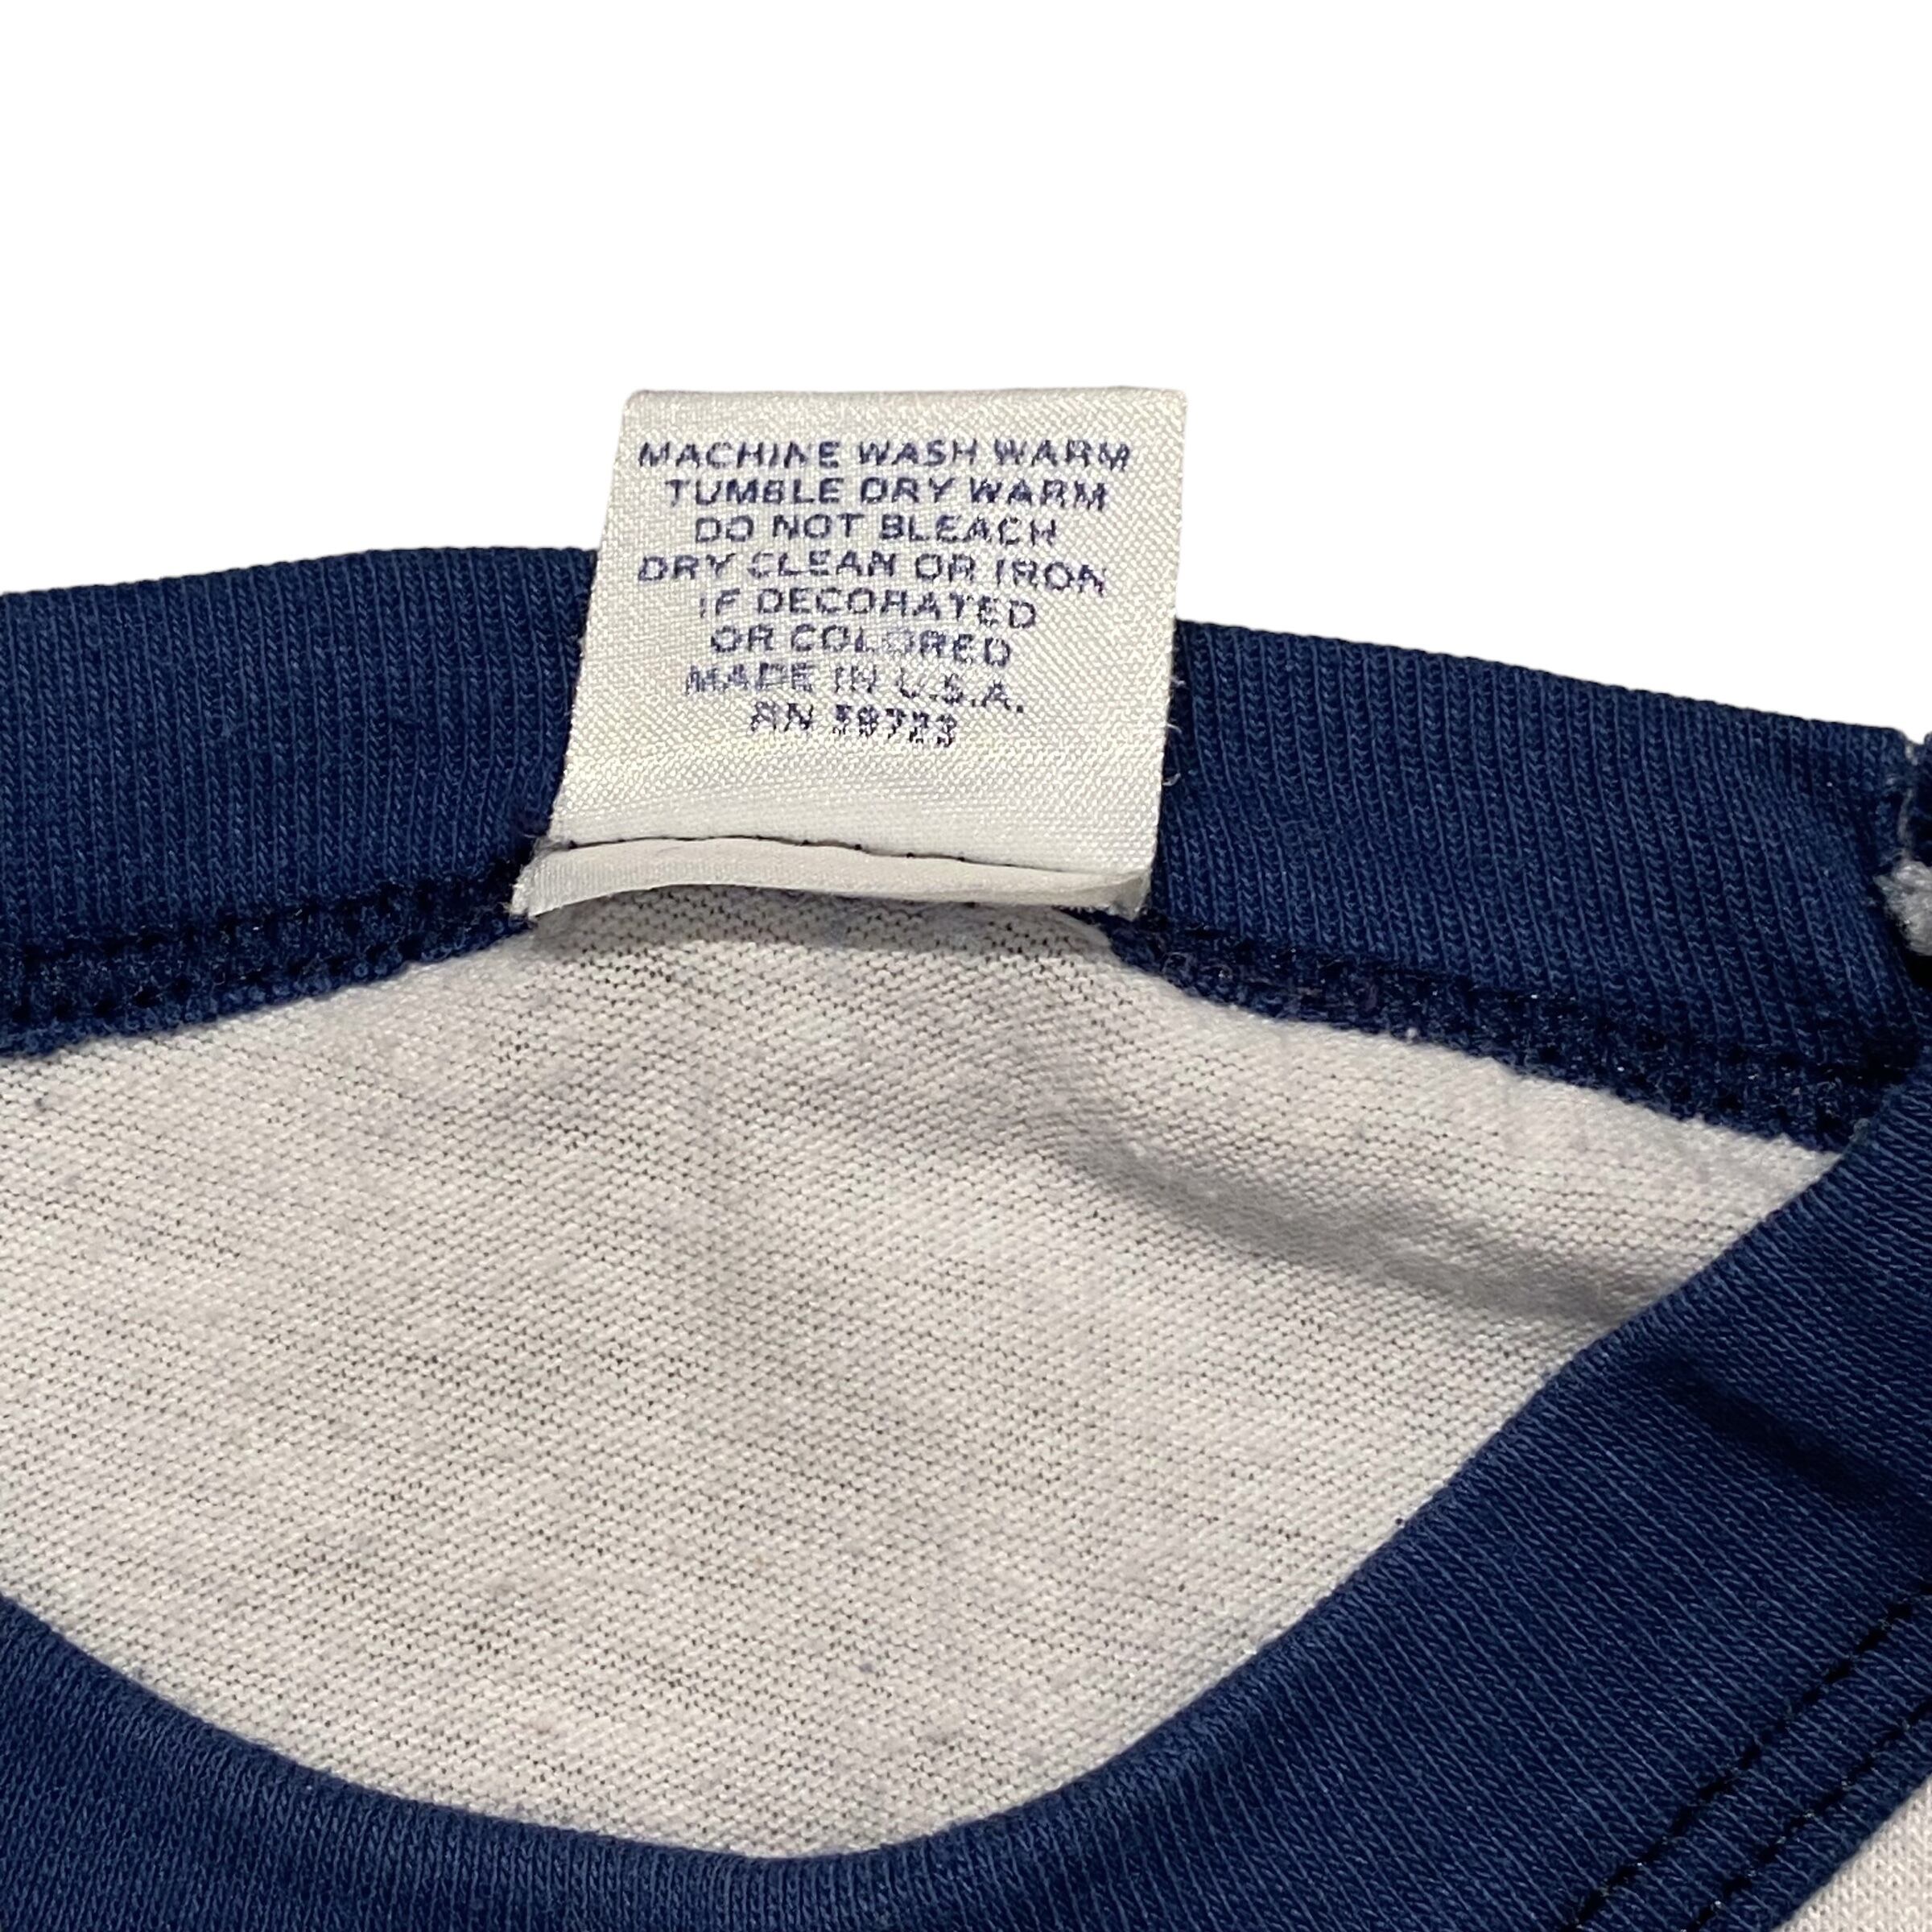 MACHINE WASH WARM
TUMBLE DRY WARM
DO NOT BLEACH
DRY CLEAN OR IRON
IF DECORATED
OR COLORED
MADE IN U.S.A.
RN